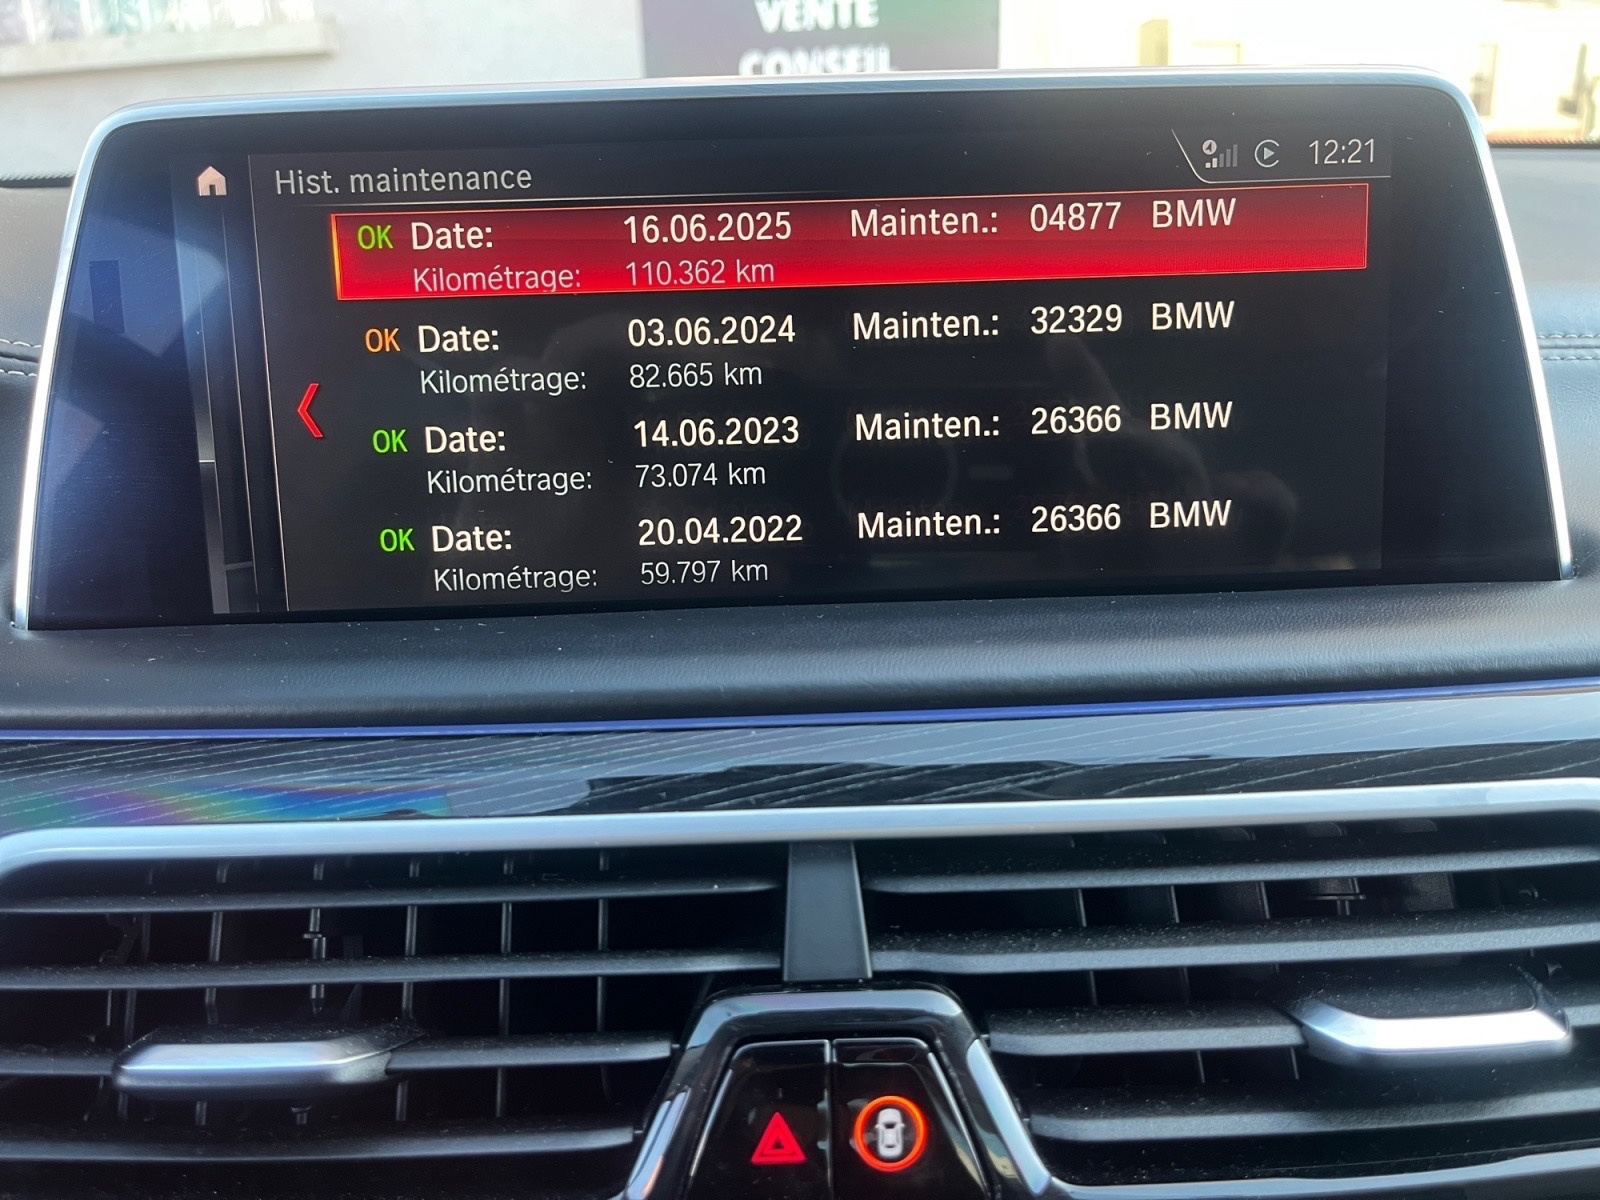 VENTE
CONSEIL
Hist. maintenance
12:21
OK Date: 16.06.2025 Mainten.: 04877 BMW
Kilométrage: 110.362 km
OK Date: 03.06.2024 Mainten.: 32329 BMW
Kilométrage: 82.665 km
OK Date: 14.06.2023 Mainten.: 26366 BMW
Kilométrage: 73.074 km
OK Date: 20.04.2022 Mainten.: 26366 BMW
Kilométrage: 59.797 km